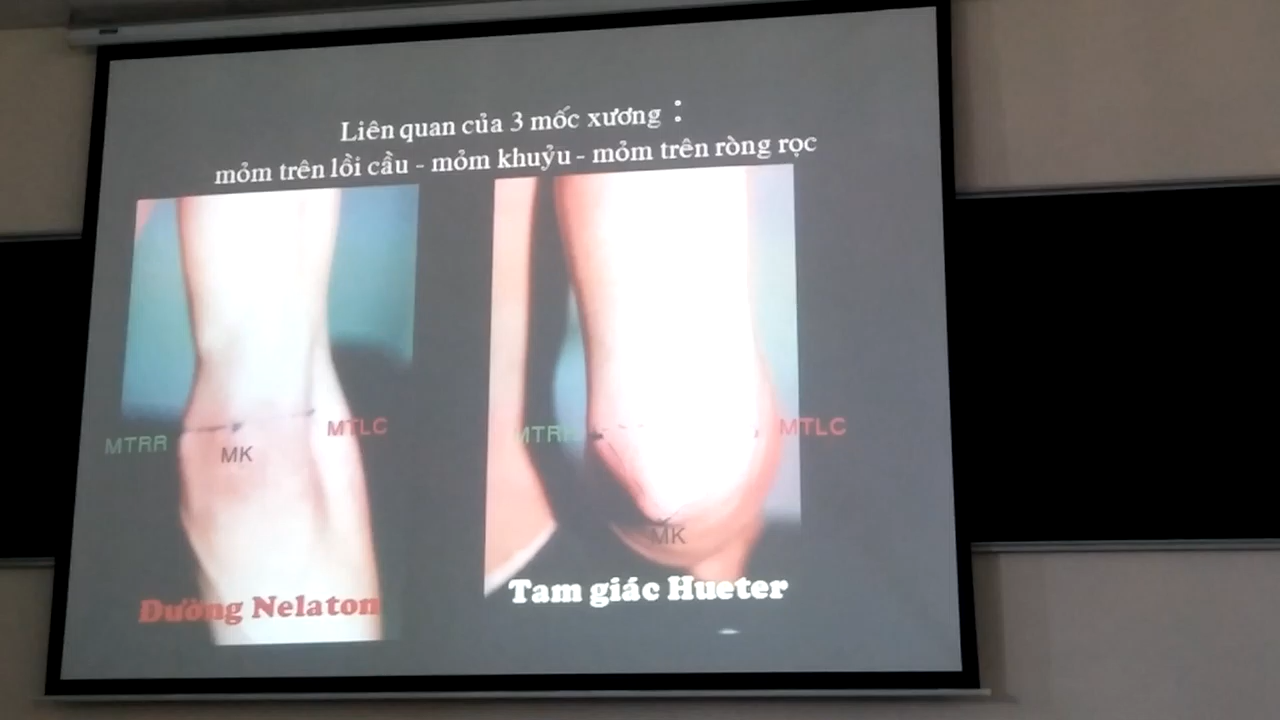 Liên quan của 3 mốc xương :
mỏm trên lồi cầu - mỏm khuỷu - mỏm trên ròng rọc
MTRR
MK
MTLC
MTRR
MK
MTLC
Đường Nelaton
Tam giác Hueter